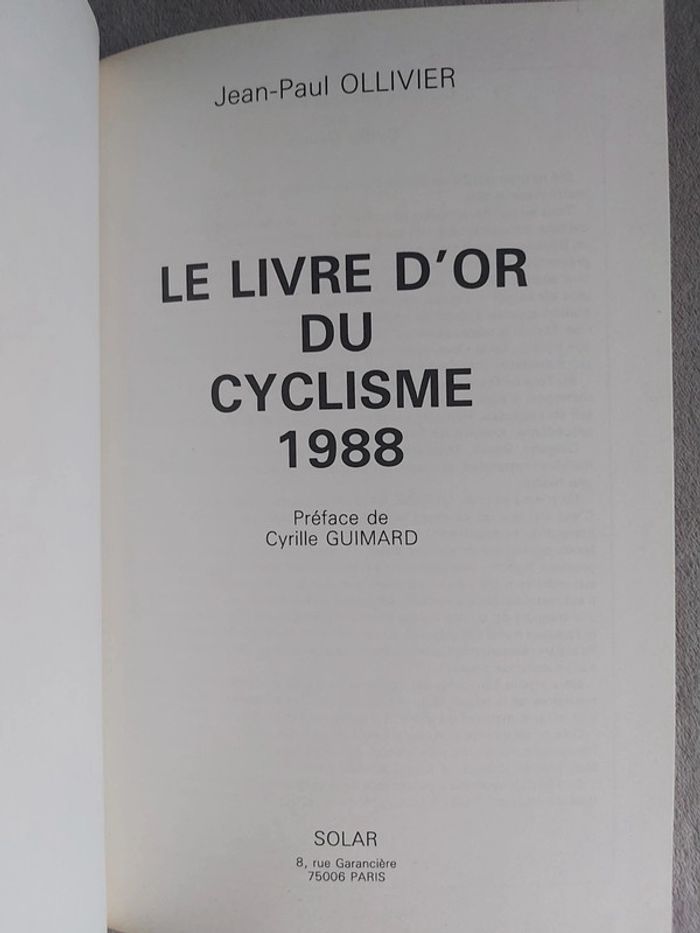 Jean-Paul OLLIVIER
LE LIVRE D'OR
DU
CYCLISME
1988
Préface de
Cyrille GUIMARD
SOLAR
8, rue Garancière
75006 PARIS